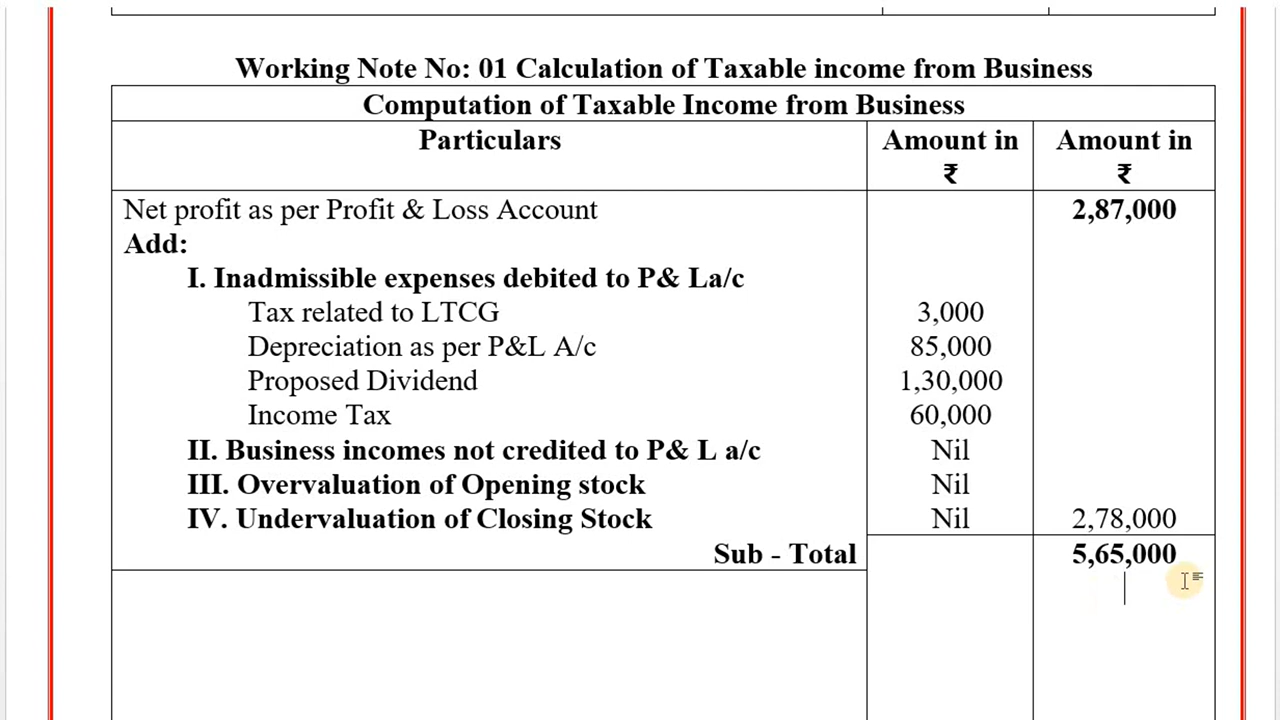 Working Note No: 01 Calculation of Taxable income from Business
Computation of Taxable Income from Business
Particulars Amount in ₹ Amount in ₹
Net profit as per Profit & Loss Account 2,87,000
Add:
I. Inadmissible expenses debited to P& La/c
Tax related to LTCG 3,000
Depreciation as per P&L A/c 85,000
Proposed Dividend 1,30,000
Income Tax 60,000
II. Business incomes not credited to P& L a/c Nil
III. Overvaluation of Opening stock Nil
IV. Undervaluation of Closing Stock Nil 2,78,000
Sub - Total 5,65,000